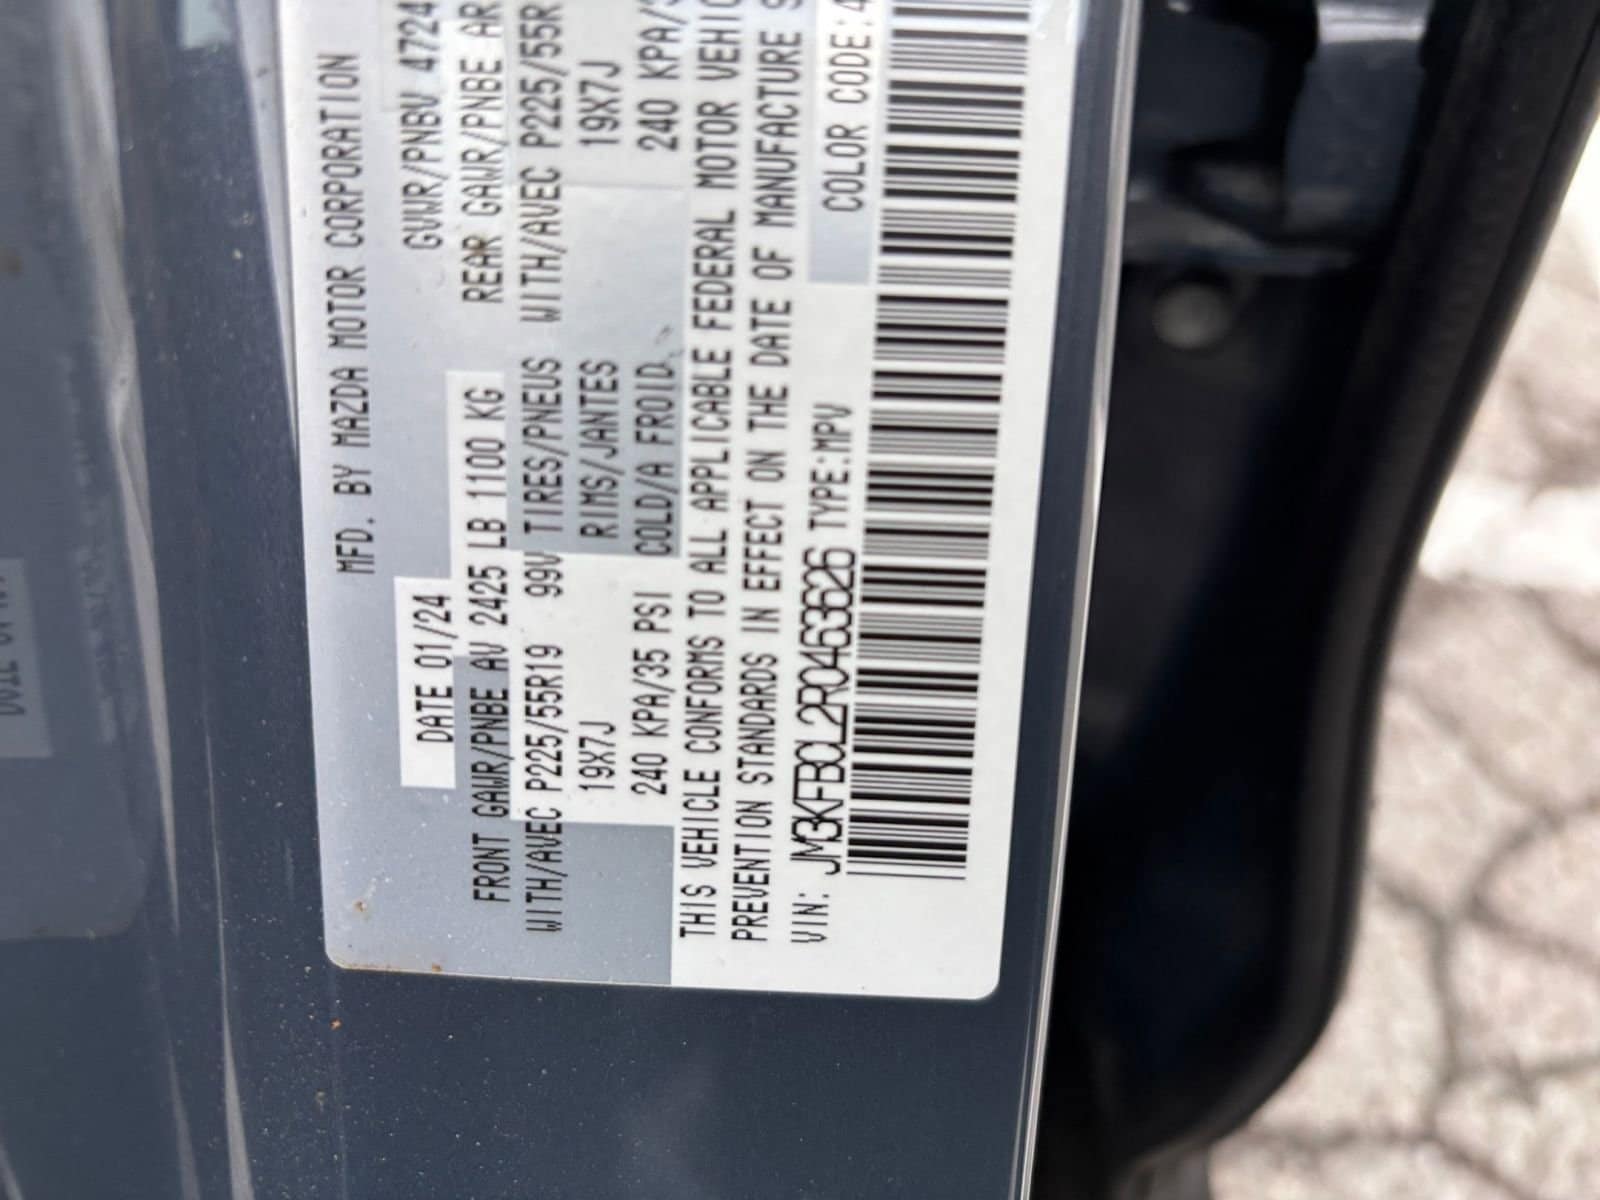 MFD. BY MAZDA MOTOR CORPORATION
DATE 01/24 GVWR/PNBV 4724
FRONT GAWR/PNBE AV 2425 LB 1100 KG REAR GAWR/PNBE AR
WITH/AVEC P225/55R19 99V TIRES/PNEUS WITH/AVEC P225/55R
19X7J RIMS/JANTES 19X7J
240 KPA/35 PSI COLD/A FROID 240 KPA/3
THIS VEHICLE CONFORMS TO ALL APPLICABLE FEDERAL MOTOR VEHIC
PREVENTION STANDARDS IN EFFECT ON THE DATE OF MANUFACTURE S
VIN: JM3KFBCL2R0463626 TYPE:MPV COLOR CODE:4